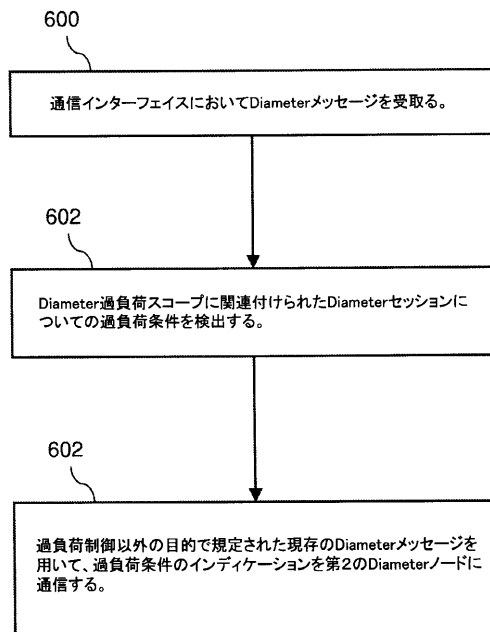 600
通信インターフェイスにおいてDiameterメッセージを受取る。
602
Diameter過負荷スコープに関連付けられたDiameterセッションに
ついての過負荷条件を検出する。
602
過負荷制御以外の目的で規定された現存のDiameterメッセージを
用いて、過負荷条件のインディケーションを第2のDiameterノードに
通信する。